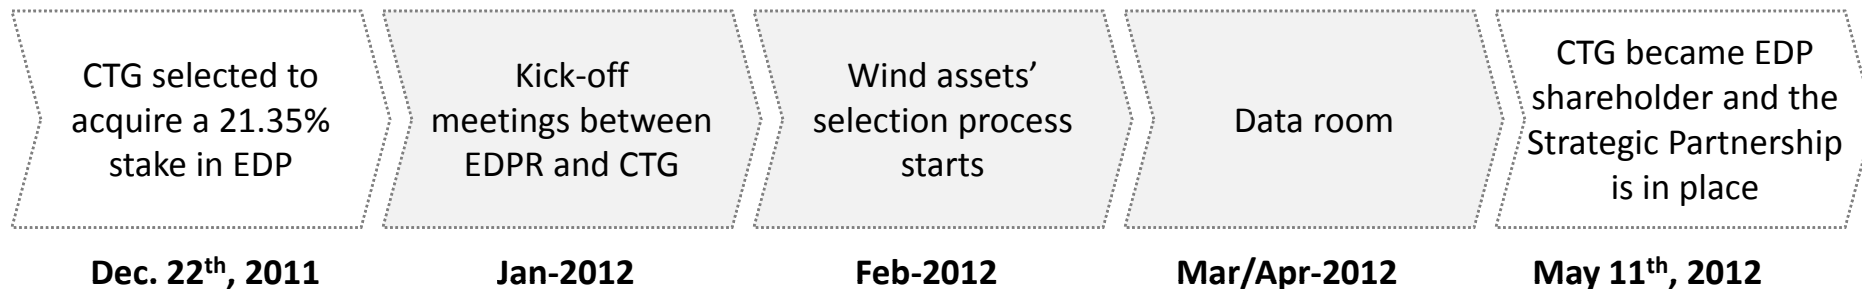 CTG selected to
acquire a 21.35%
stake in EDP
Kick-off
meetings between
EDPR and CTG
Wind assets’
selection process
starts
Data room
CTG became EDP
shareholder and the
Strategic Partnership
is in place
Dec. 22th, 2011
Jan-2012
Feb-2012
Mar/Apr-2012
May 11th, 2012